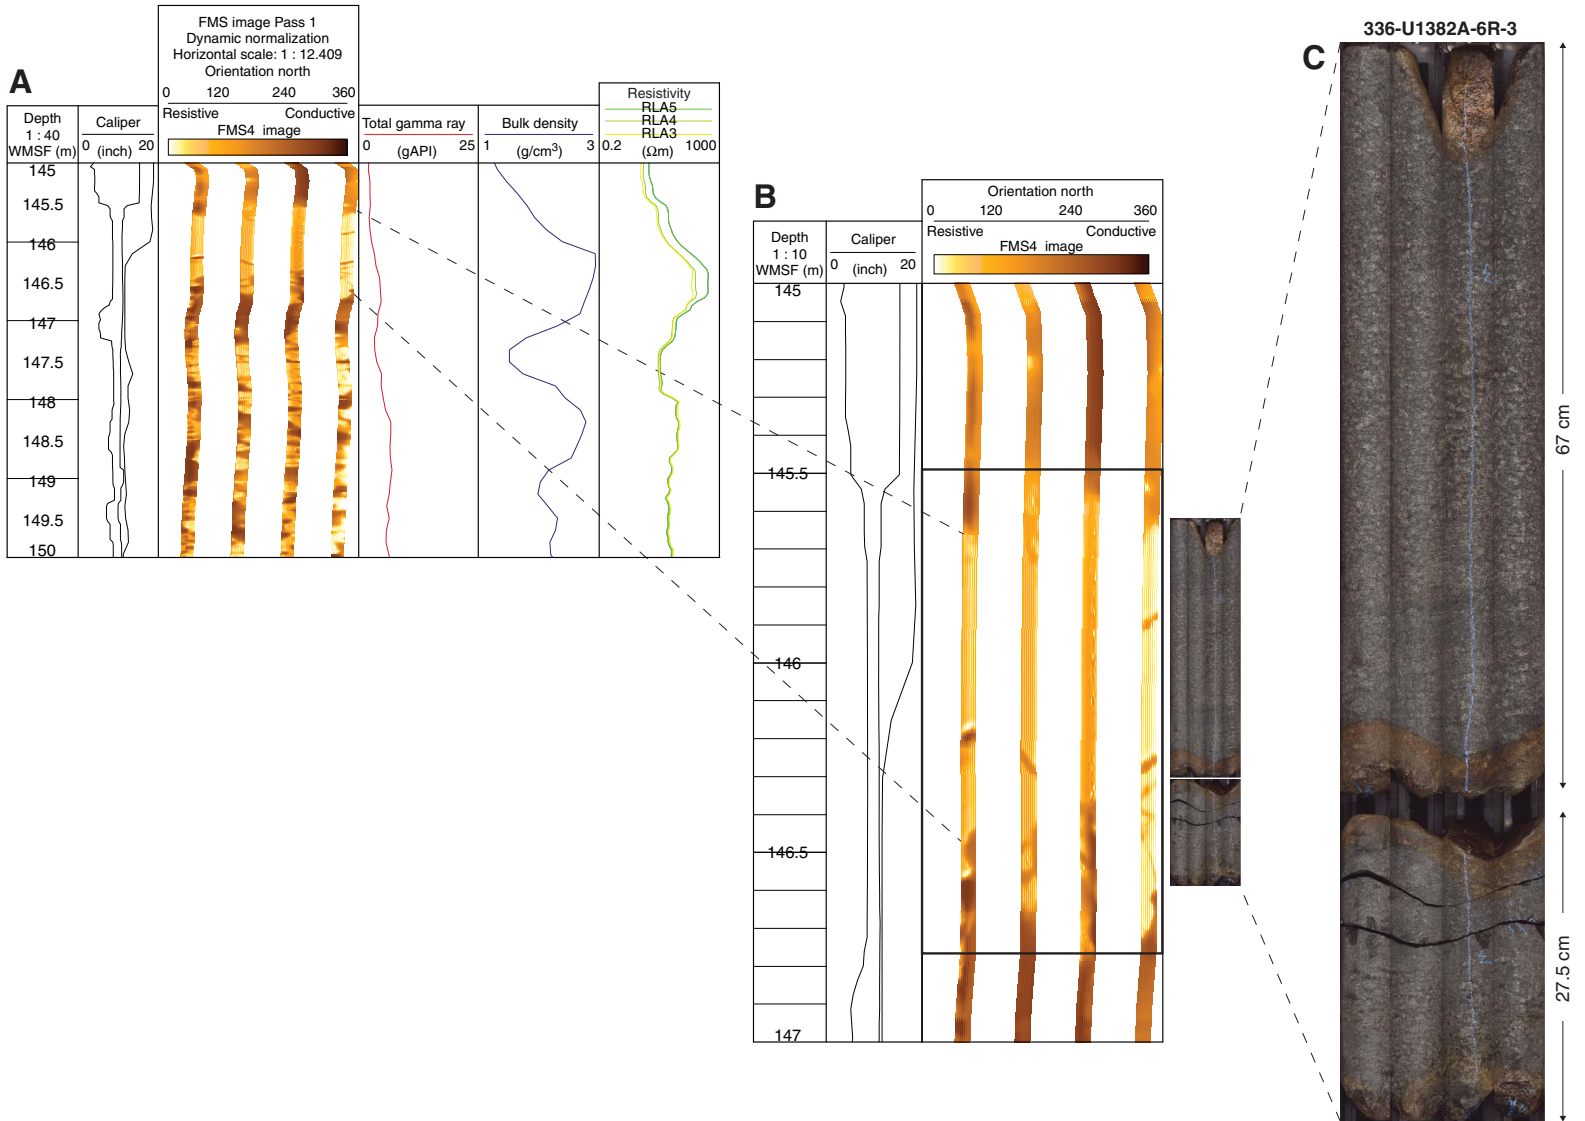 A
FMS image Pass 1
Dynamic normalization
Horizontal scale: 1 : 12.409
Orientation north
0 120 240 360
Resistive Conductive
FMS4 image
Depth
1 : 40
WMSF (m)
Caliper
0 (inch) 20
Total gamma ray
0 (gAPI) 25
Bulk density
1 (g/cm³) 3
Resistivity
RLA5
RLA4
RLA3
0.2 (Ωm) 1000
145
145.5
146
146.5
147
147.5
148
148.5
149
149.5
150
B
Orientation north
0 120 240 360
Resistive Conductive
FMS4 image
Depth
1 : 10
WMSF (m)
Caliper
0 (inch) 20
145
145.5
146
146.5
147
C
336-U1382A-6R-3
67 cm
27.5 cm